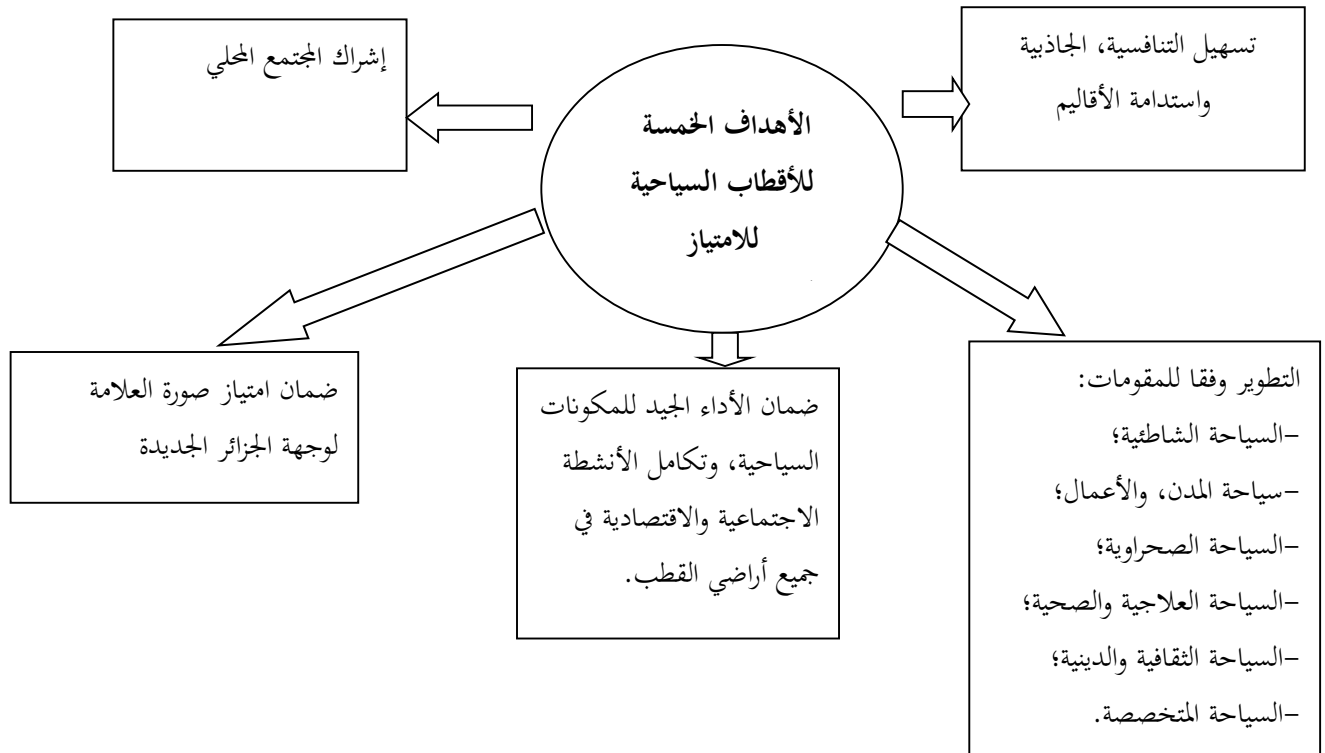 الأهداف الخمسة
للأقطاب السياحية
للامتياز
تسهيل التنافسية، الجاذبية
واستدامة الأقاليم
إشراك المجتمع المحلي
التطوير وفقا للمقومات:
–السياحة الشاطئية؛
–سياحة المدن، والأعمال؛
–السياحة الصحراوية؛
–السياحة العلاجية والصحية؛
–السياحة الثقافية والدينية؛
–السياحة المتخصصة.
ضمان الأداء الجيد للمكونات
السياحية، وتكامل الأنشطة
الاجتماعية والاقتصادية في
جميع أراضي القطب.
ضمان امتياز صورة العلامة
لوجهة الجزائر الجديدة